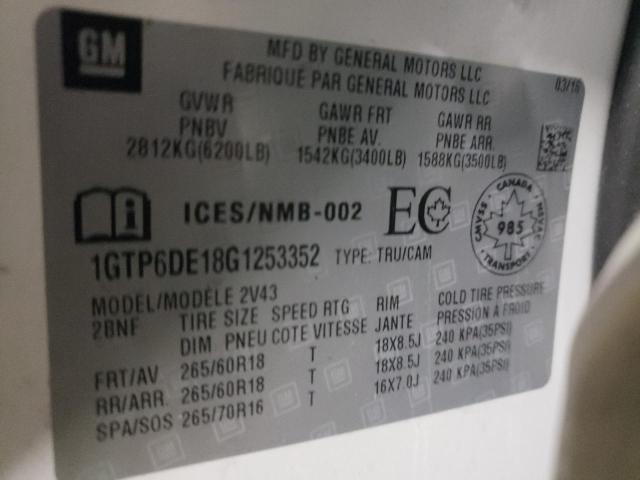 GM
MFD BY GENERAL MOTORS LLC
FABRIQUE PAR GENERAL MOTORS LLC
03/16
GVWR GAWR FRT GAWR RR
PNBV PNBE AV. PNBE ARR.
2812KG(6200LB) 1542KG(3400LB) 1588KG(3500LB)
ICES/NMB-002 EC CANADA CMVSS NSVAC 985 TRANSPORT
1GTP6DE18G1253352 TYPE: TRU/CAM
MODEL/MODÈLE 2V43
2BNF TIRE SIZE SPEED RTG RIM COLD TIRE PRESSURE
DIM. PNEU COTE VITESSE JANTE PRESSION A FROID
FRT/AV 265/60R18 T 18X8.5J 240 KPA(35PSI)
RR/ARR. 265/60R18 T 18X8.5J 240 KPA(35PSI)
SPA/SOS 265/70R16 T 16X7.0J 240 KPA(35PSI)